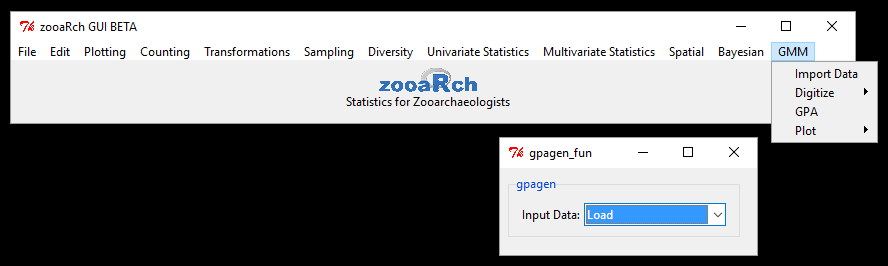 zooaRch GUI BETA
File Edit Plotting Counting Transformations Sampling Diversity Univariate Statistics Multivariate Statistics Spatial Bayesian GMM
zooaRch
Statistics for Zooarchaeologists
Import Data
Digitize
GPA
Plot
gpagen_fun
gpagen
Input Data: Load